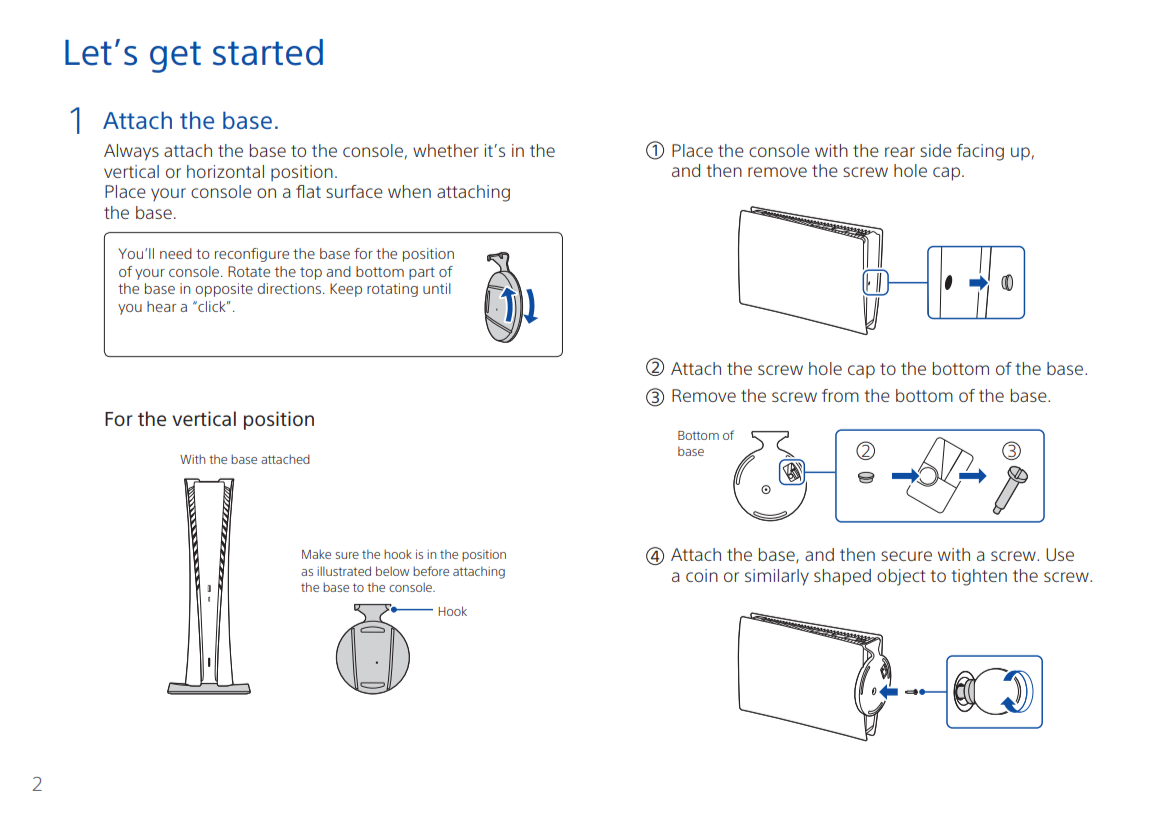 Let’s get started
1 Attach the base.
Always attach the base to the console, whether it’s in the
vertical or horizontal position.
Place your console on a flat surface when attaching
the base.
You’ll need to reconfigure the base for the position
of your console. Rotate the top and bottom part of
the base in opposite directions. Keep rotating until
you hear a “click”.
For the vertical position
With the base attached
Make sure the hook is in the position
as illustrated below before attaching
the base to the console.
Hook
① Place the console with the rear side facing up,
and then remove the screw hole cap.
② Attach the screw hole cap to the bottom of the base.
③ Remove the screw from the bottom of the base.
Bottom of
base
② ③
④ Attach the base, and then secure with a screw. Use
a coin or similarly shaped object to tighten the screw.
2